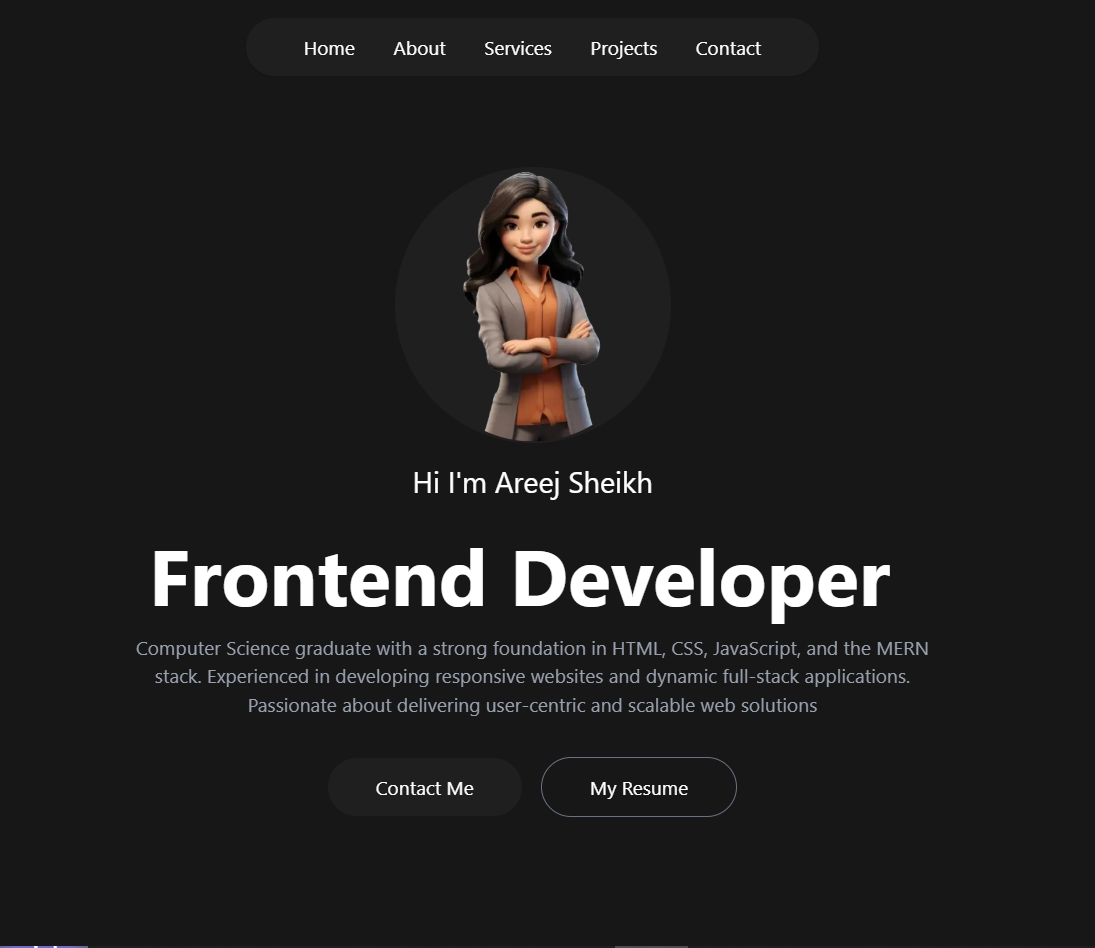 Home About Services Projects Contact
Hi I'm Areej Sheikh
Frontend Developer
Computer Science graduate with a strong foundation in HTML, CSS, JavaScript, and the MERN
stack. Experienced in developing responsive websites and dynamic full-stack applications.
Passionate about delivering user-centric and scalable web solutions
Contact Me My Resume